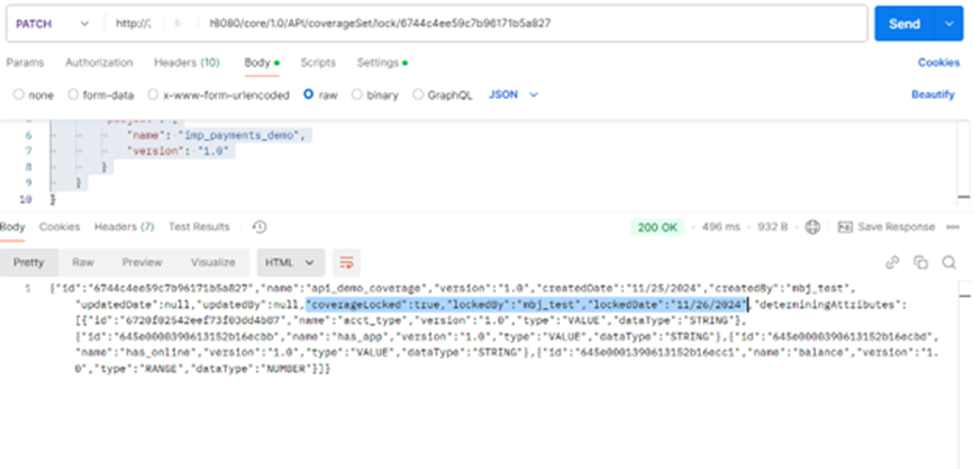 PATCH http:// 8080/core/1.0/API/coverageSet/lock/6744c4ee59c7b96171b5a827 Send
Params Authorization Headers (10) Body Scripts Settings Cookies
none form-data x-www-form-urlencoded raw binary GraphQL JSON Beautify
6 "name": "imp_payments_demo",
7 "version": "1.0"
8 }
9 }
10 }
Body Cookies Headers (7) Test Results 200 OK 496 ms 932 B Save Response
Pretty Raw Preview Visualize HTML
1 {"id":"6744c4ee59c7b96171b5a827","name":"api_demo_coverage","version":"1.0","createdDate":"11/25/2024","createdBy":"mbj_test",
"updatedDate":null,"updatedBy":null,"coverageLocked":true,"lockedBy":"mbj_test","lockedDate":"11/26/2024","determiningAttributes":
[{"id":"6720f02542eef73f03dd4b07","name":"acct_type","version":"1.0","type":"VALUE","dataType":"STRING"},
{"id":"645e0000390613152b16ecbb","name":"has_app","version":"1.0","type":"VALUE","dataType":"STRING"},{"id":"645e0000390613152b16ecbd",
"name":"has_online","version":"1.0","type":"VALUE","dataType":"STRING"},{"id":"645e0001390613152b16ecc1","name":"balance","version":"1.
0","type":"RANGE","dataType":"NUMBER"}]}